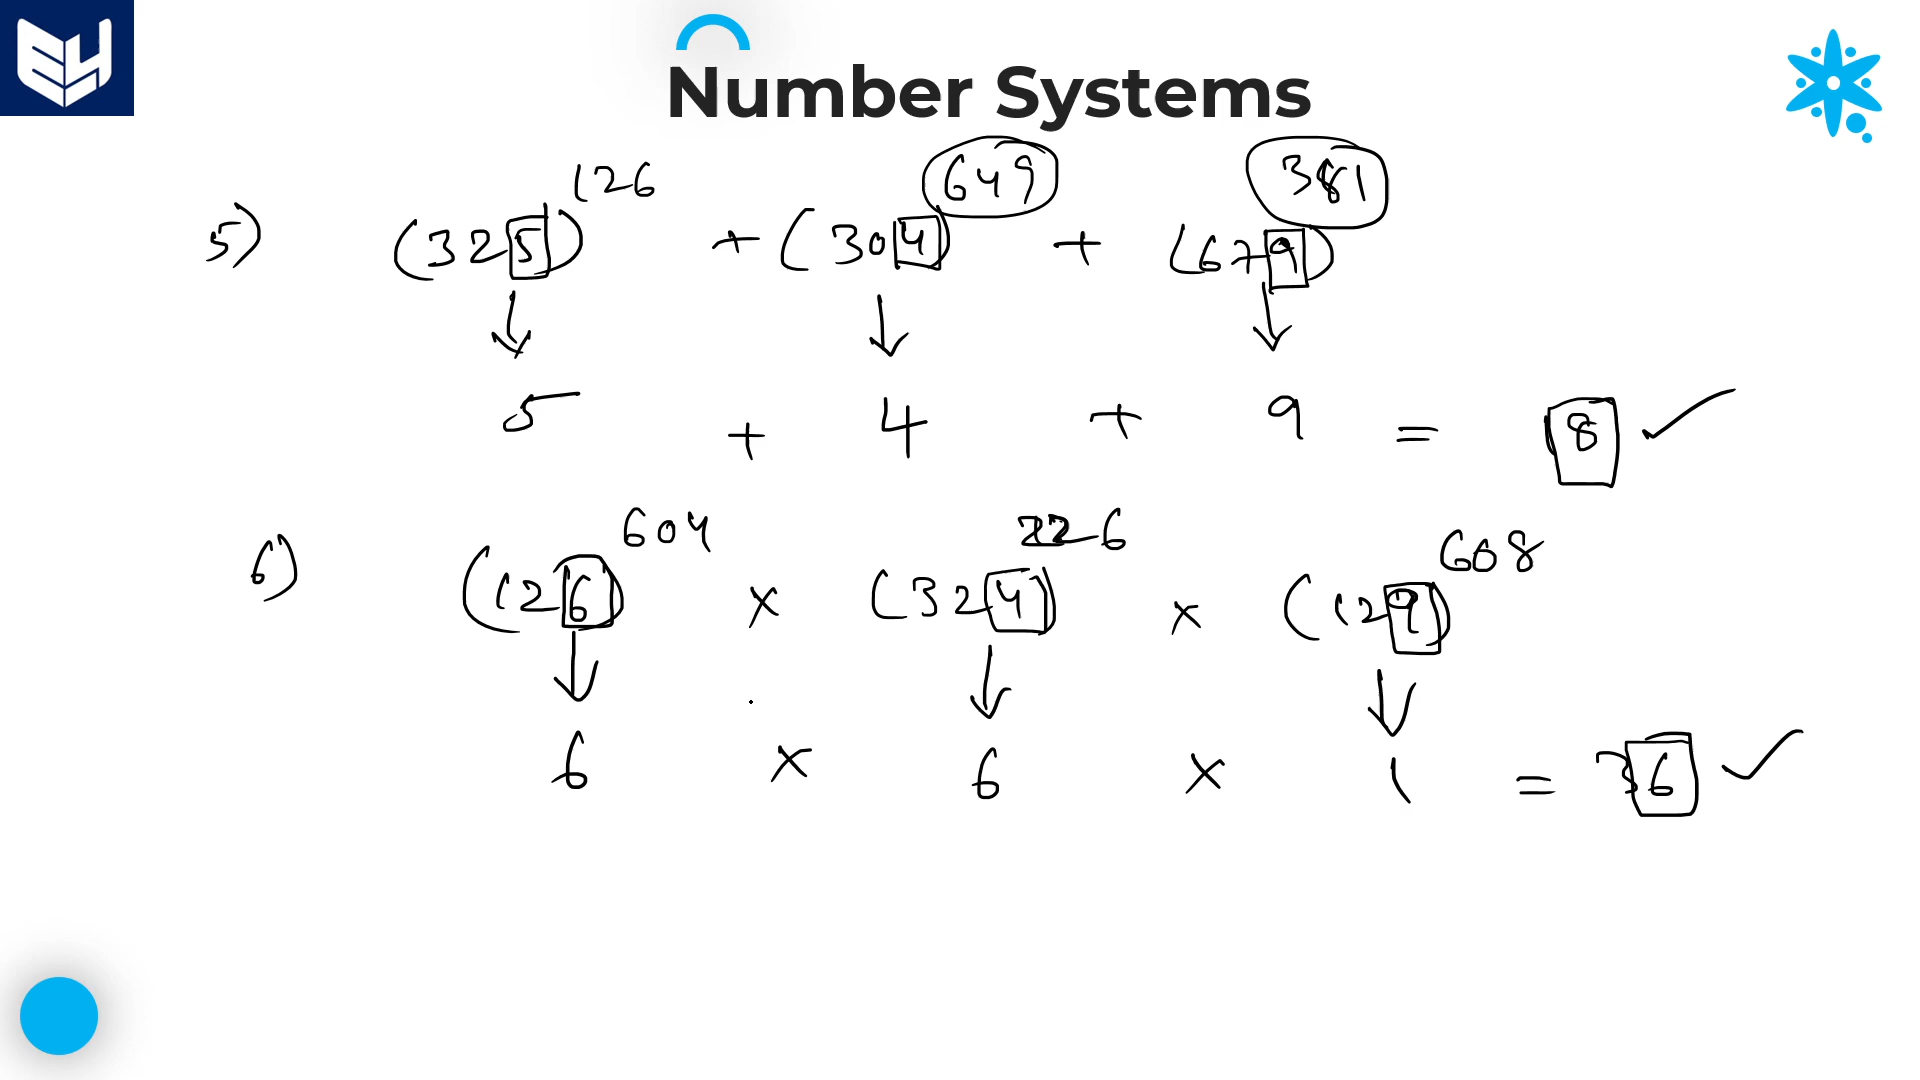 E4
Number Systems
5) (325)^126 + (304)^649 + (679)^381
5 + 4 + 9 = 8
6) (126)^604 × (324)^226 × (129)^608
6 × 6 × 1 = 36